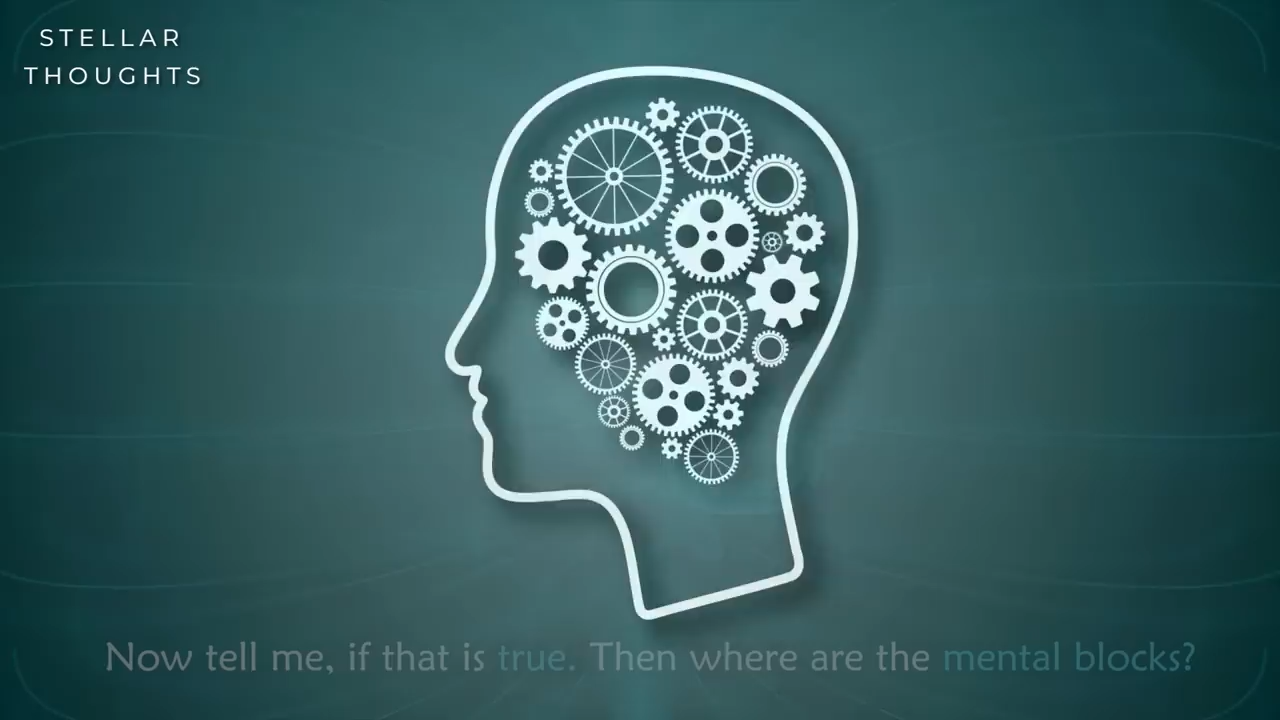 STELLAR
THOUGHTS
Now tell me, if that is true. Then where are the mental blocks?